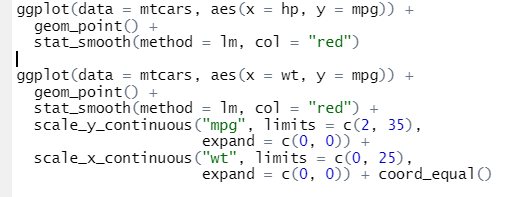 ggplot(data = mtcars, aes(x = hp, y = mpg)) +
  geom_point() +
  stat_smooth(method = lm, col = "red")

ggplot(data = mtcars, aes(x = wt, y = mpg)) +
  geom_point() +
  stat_smooth(method = lm, col = "red") +
  scale_y_continuous("mpg", limits = c(2, 35),
                     expand = c(0, 0)) +
  scale_x_continuous("wt", limits = c(0, 25),
                     expand = c(0, 0)) + coord_equal()